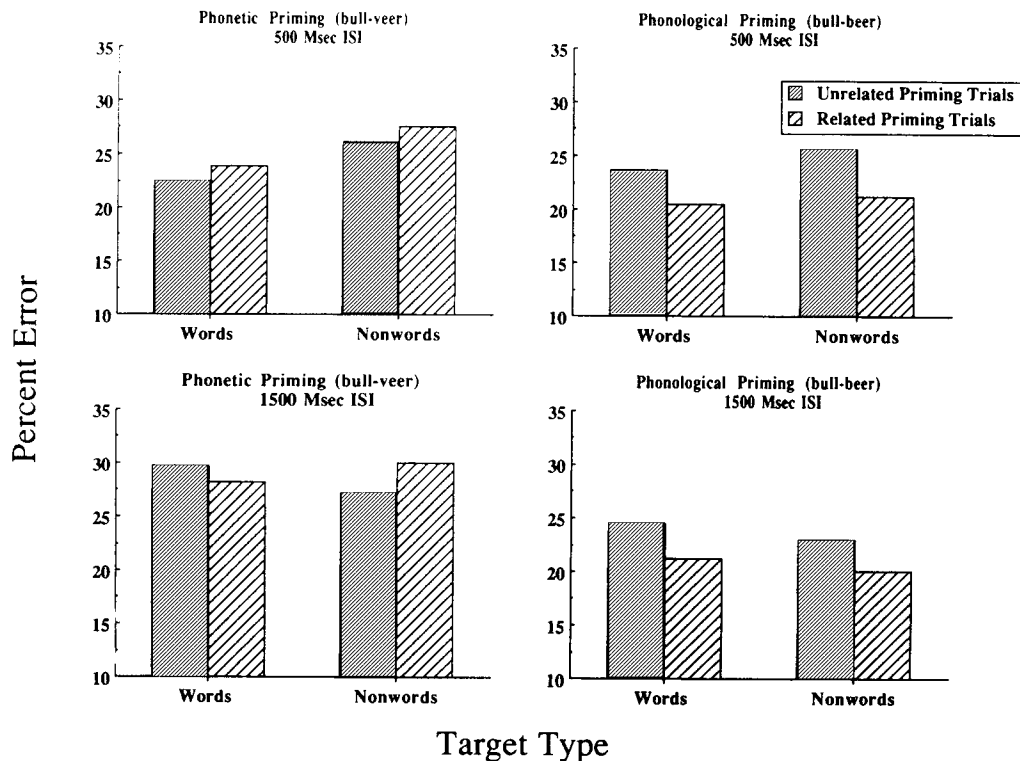 Phonetic Priming (bull-veer)
500 Msec ISI
35
30
25
20
15
10
Words
Nonwords
Phonological Priming (bull-beer)
500 Msec ISI
35
30
25
20
15
10
Unrelated Priming Trials
Related Priming Trials
Words
Nonwords
Percent Error
Phonetic Priming (bull-veer)
1500 Msec ISI
35
30
25
20
15
10
Words
Nonwords
Phonological Priming (bull-beer)
1500 Msec ISI
35
30
25
20
15
10
Words
Nonwords
Target Type